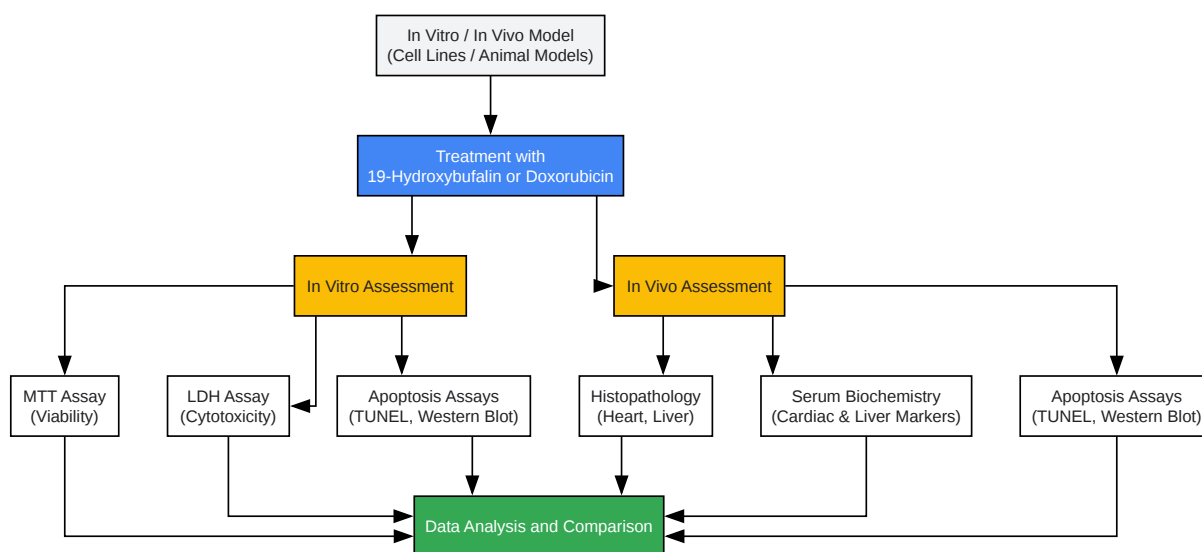 In Vitro / In Vivo Model
(Cell Lines / Animal Models)
Treatment with
19-Hydroxybufalin or Doxorubicin
In Vitro Assessment
In Vivo Assessment
MTT Assay
(Viability)
LDH Assay
(Cytotoxicity)
Apoptosis Assays
(TUNEL, Western Blot)
Histopathology
(Heart, Liver)
Serum Biochemistry
(Cardiac & Liver Markers)
Apoptosis Assays
(TUNEL, Western Blot)
Data Analysis and Comparison